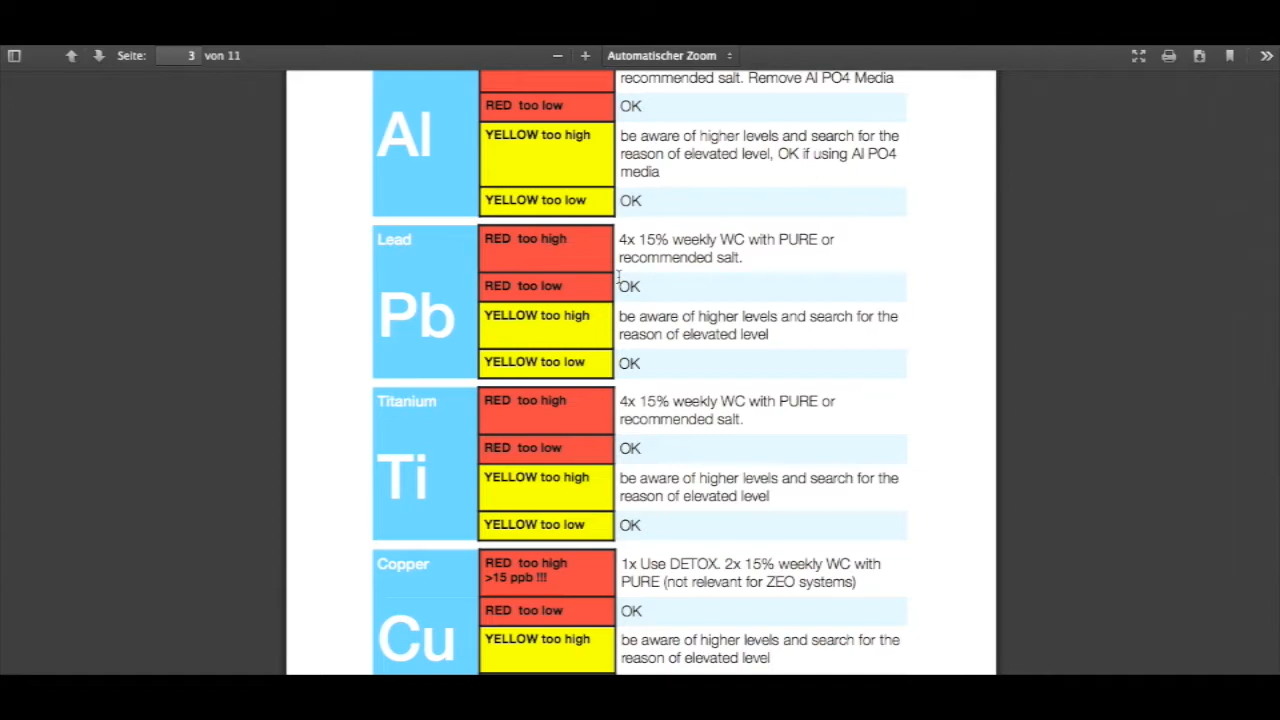 Seite: 3 von 11 Automatischer Zoom
recommended salt. Remove Al PO4 Media
Al
RED too low OK
YELLOW too high be aware of higher levels and search for the
reason of elevated level, OK if using Al PO4
media
YELLOW too low OK
Lead RED too high 4x 15% weekly WC with PURE or
recommended salt.
Pb
RED too low OK
YELLOW too high be aware of higher levels and search for the
reason of elevated level
YELLOW too low OK
Titanium RED too high 4x 15% weekly WC with PURE or
recommended salt.
Ti
RED too low OK
YELLOW too high be aware of higher levels and search for the
reason of elevated level
YELLOW too low OK
Copper RED too high 1x Use DETOX. 2x 15% weekly WC with
>15 ppb !!! PURE (not relevant for ZEO systems)
Cu
RED too low OK
YELLOW too high be aware of higher levels and search for the
reason of elevated level